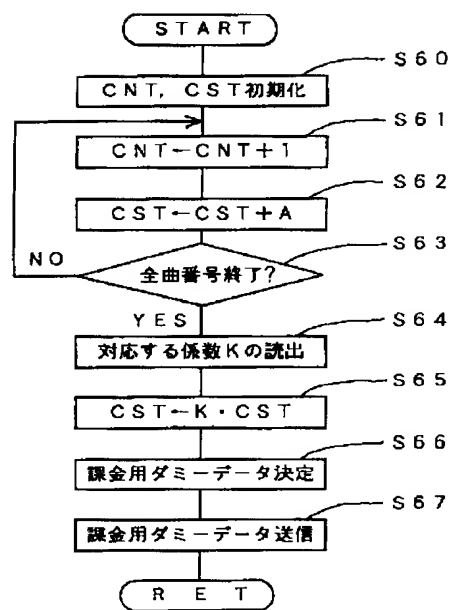 START
S60
CNT, CST初期化
S61
CNT←CNT+1
S62
CST←CST+A
S63
NO
全曲番号終了?
YES
S64
対応する係数Kの読出
S65
CST←K・CST
S66
課金用ダミーデータ決定
S67
課金用ダミーデータ送信
RET